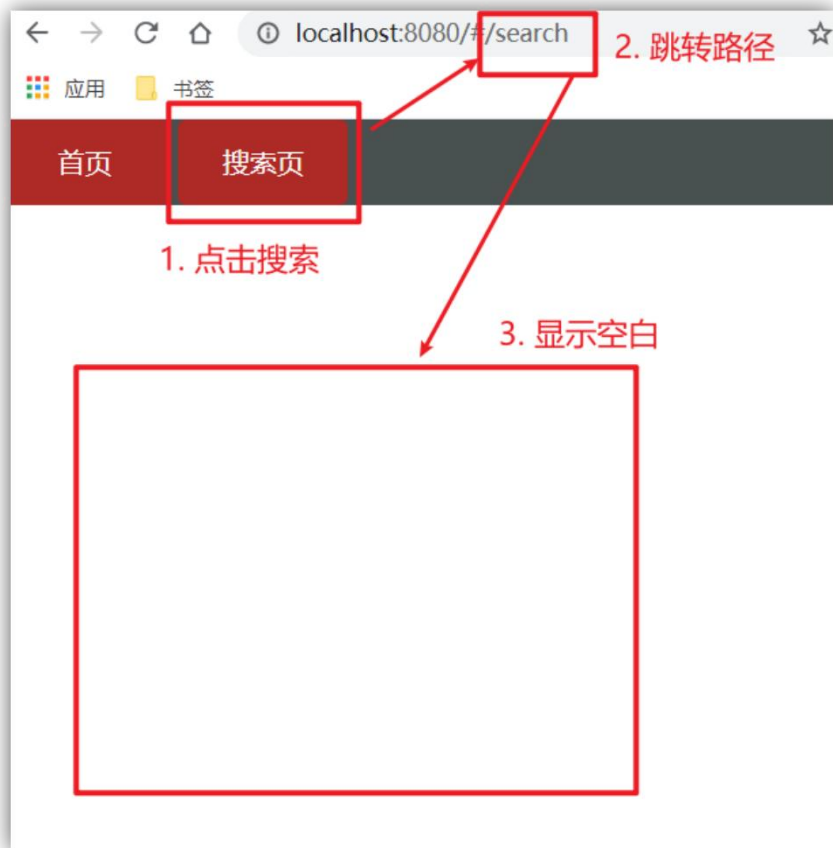 localhost:8080/#/search
2. 跳转路径
应用 书签
首页 搜索页
1. 点击搜索
3. 显示空白